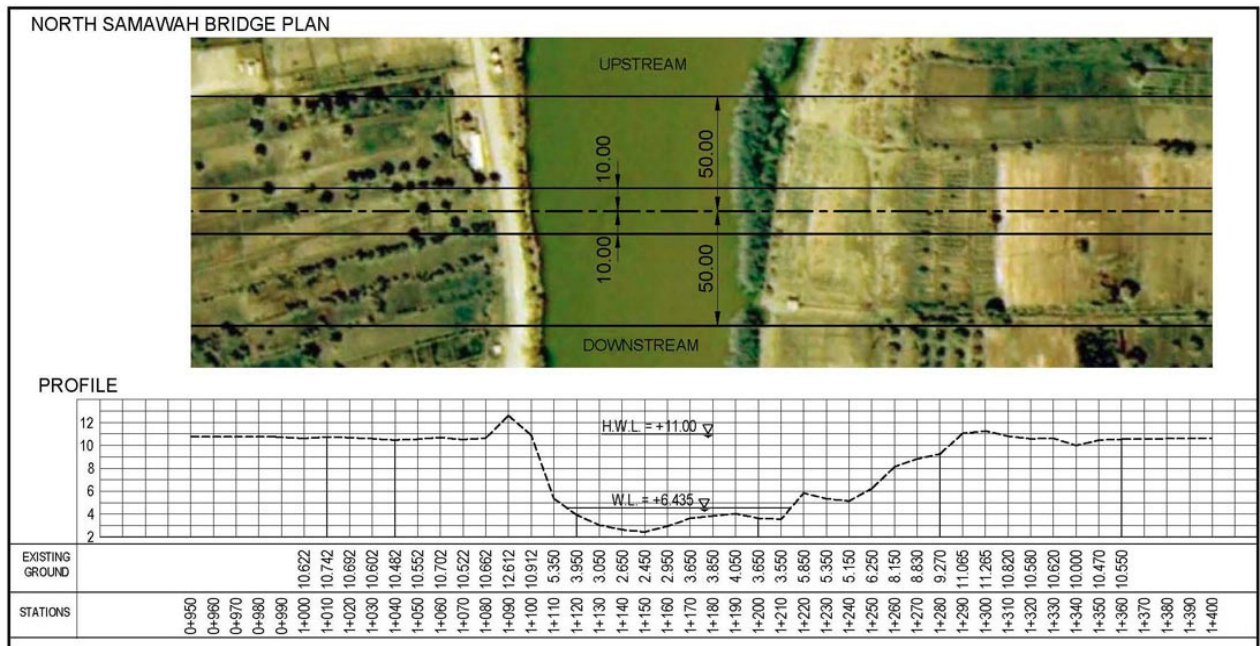 NORTH SAMAWAH BRIDGE PLAN
UPSTREAM
10.00
50.00
10.00
50.00
DOWNSTREAM
PROFILE
12
10
8
6
4
2
H.W.L. = +11.00
W.L. = +6.435
EXISTING
GROUND
10.622 10.742 10.692 10.602 10.482 10.552 10.702 10.522 10.662 12.612 10.912 5.350 3.950 3.050 2.650 2.450 2.950 3.650 3.850 4.050 3.650 3.550 5.850 5.350 5.150 6.250 8.150 8.830 9.270 11.065 11.265 10.820 10.580 10.620 10.000 10.470 10.550
STATIONS
0+950 0+960 0+970 0+980 0+990 1+000 1+010 1+020 1+030 1+040 1+050 1+060 1+070 1+080 1+090 1+100 1+110 1+120 1+130 1+140 1+150 1+160 1+170 1+180 1+190 1+200 1+210 1+220 1+230 1+240 1+250 1+260 1+270 1+280 1+290 1+300 1+310 1+320 1+330 1+340 1+350 1+360 1+370 1+380 1+390 1+400